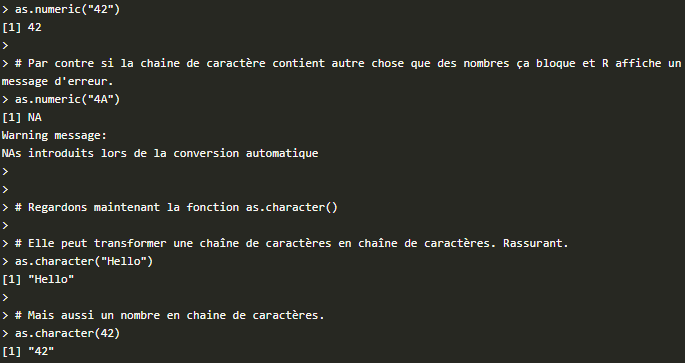 > as.numeric("42")
[1] 42
>
> # Par contre si la chaine de caractère contient autre chose que des nombres ça bloque et R affiche un
message d'erreur.
> as.numeric("4A")
[1] NA
Warning message:
NAs introduits lors de la conversion automatique
>
>
> # Regardons maintenant la fonction as.character()
>
> # Elle peut transformer une chaîne de caractères en chaîne de caractères. Rassurant.
> as.character("Hello")
[1] "Hello"
>
> # Mais aussi un nombre en chaine de caractères.
> as.character(42)
[1] "42"